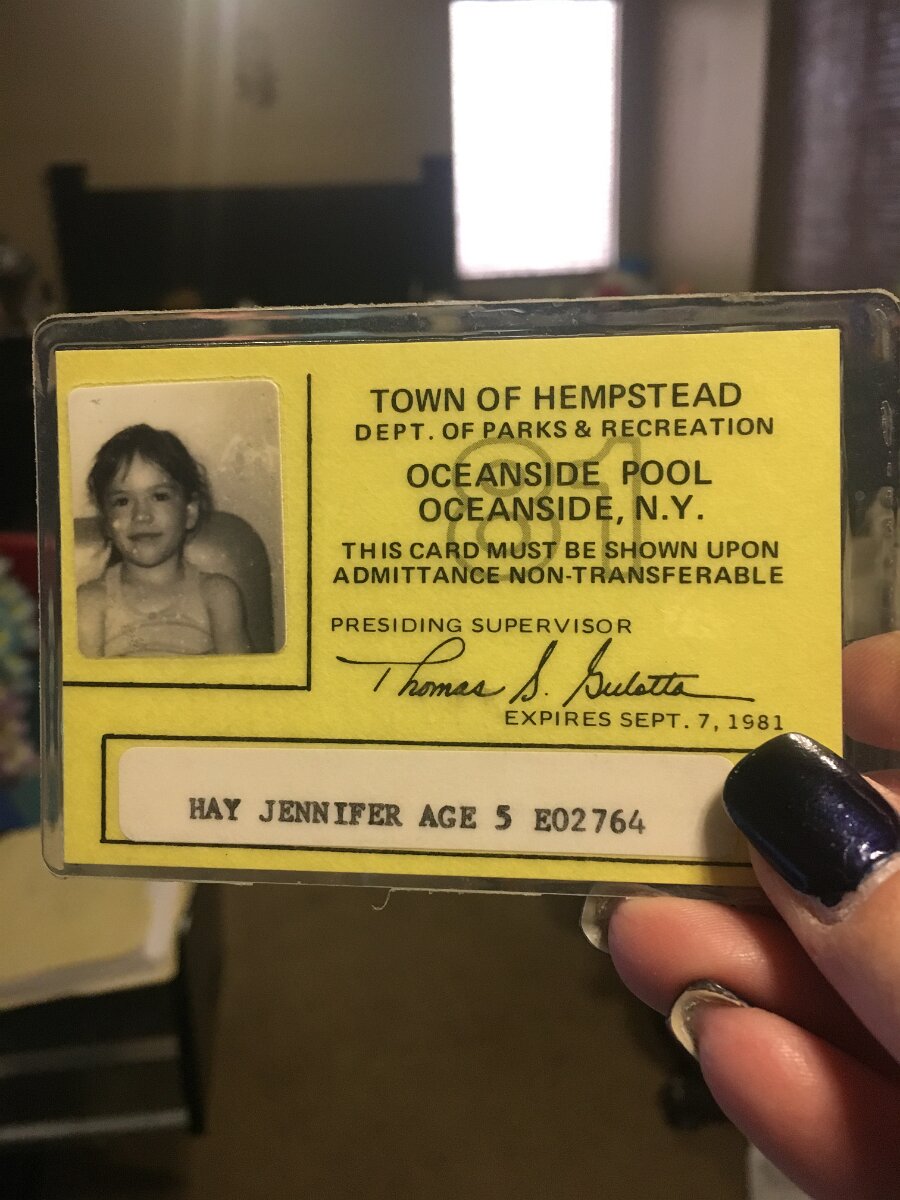 TOWN OF HEMPSTEAD
DEPT. OF PARKS & RECREATION
81
OCEANSIDE POOL
OCEANSIDE, N.Y.
THIS CARD MUST BE SHOWN UPON
ADMITTANCE NON-TRANSFERABLE
PRESIDING SUPERVISOR
Thomas S. Gulotta
EXPIRES SEPT. 7, 1981
HAY JENNIFER AGE 5 E02764